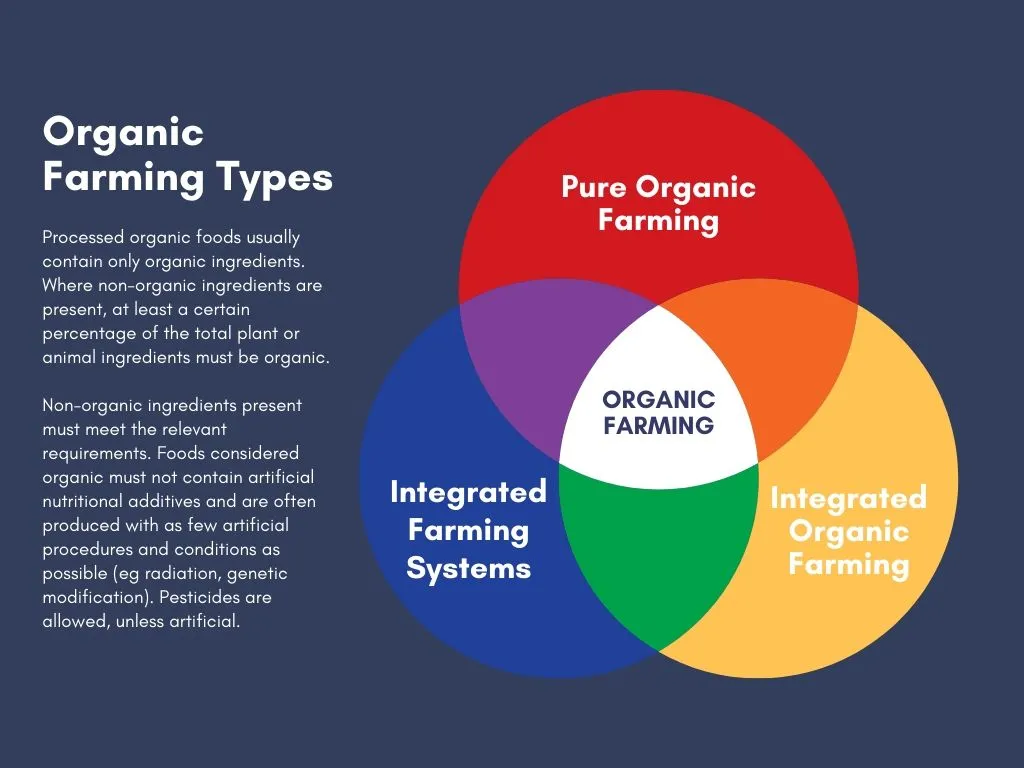 Organic
Farming Types
Processed organic foods usually
contain only organic ingredients.
Where non-organic ingredients are
present, at least a certain
percentage of the total plant or
animal ingredients must be organic.
Non-organic ingredients present
must meet the relevant
requirements. Foods considered
organic must not contain artificial
nutritional additives and are often
produced with as few artificial
procedures and conditions as
possible (eg radiation, genetic
modification). Pesticides are
allowed, unless artificial.
Pure Organic
Farming
ORGANIC
FARMING
Integrated
Farming
Systems
Integrated
Organic
Farming